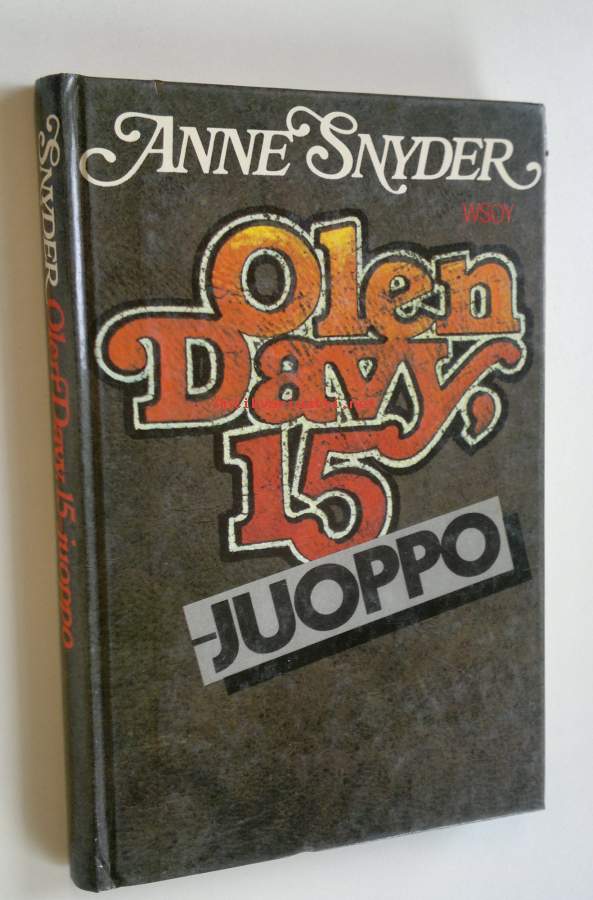 ANNE SNYDER
WSOY
Olen
Davy,
15
-JUOPPO
SNYDER Olen Davy, 15 -juoppo